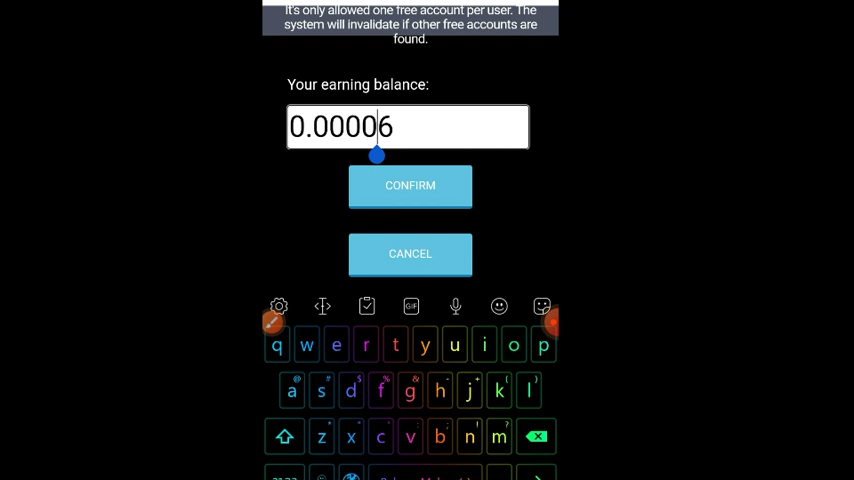 It's only allowed one free account per user. The
system will invalidate if other free accounts are
found.
Your earning balance:
0.00006
CONFIRM
CANCEL
GIF
q w e r t y u i o p
@ # $ % & - + ( )
a s d f g h j k l
* " ' : ; ! ?
z x c v b n m